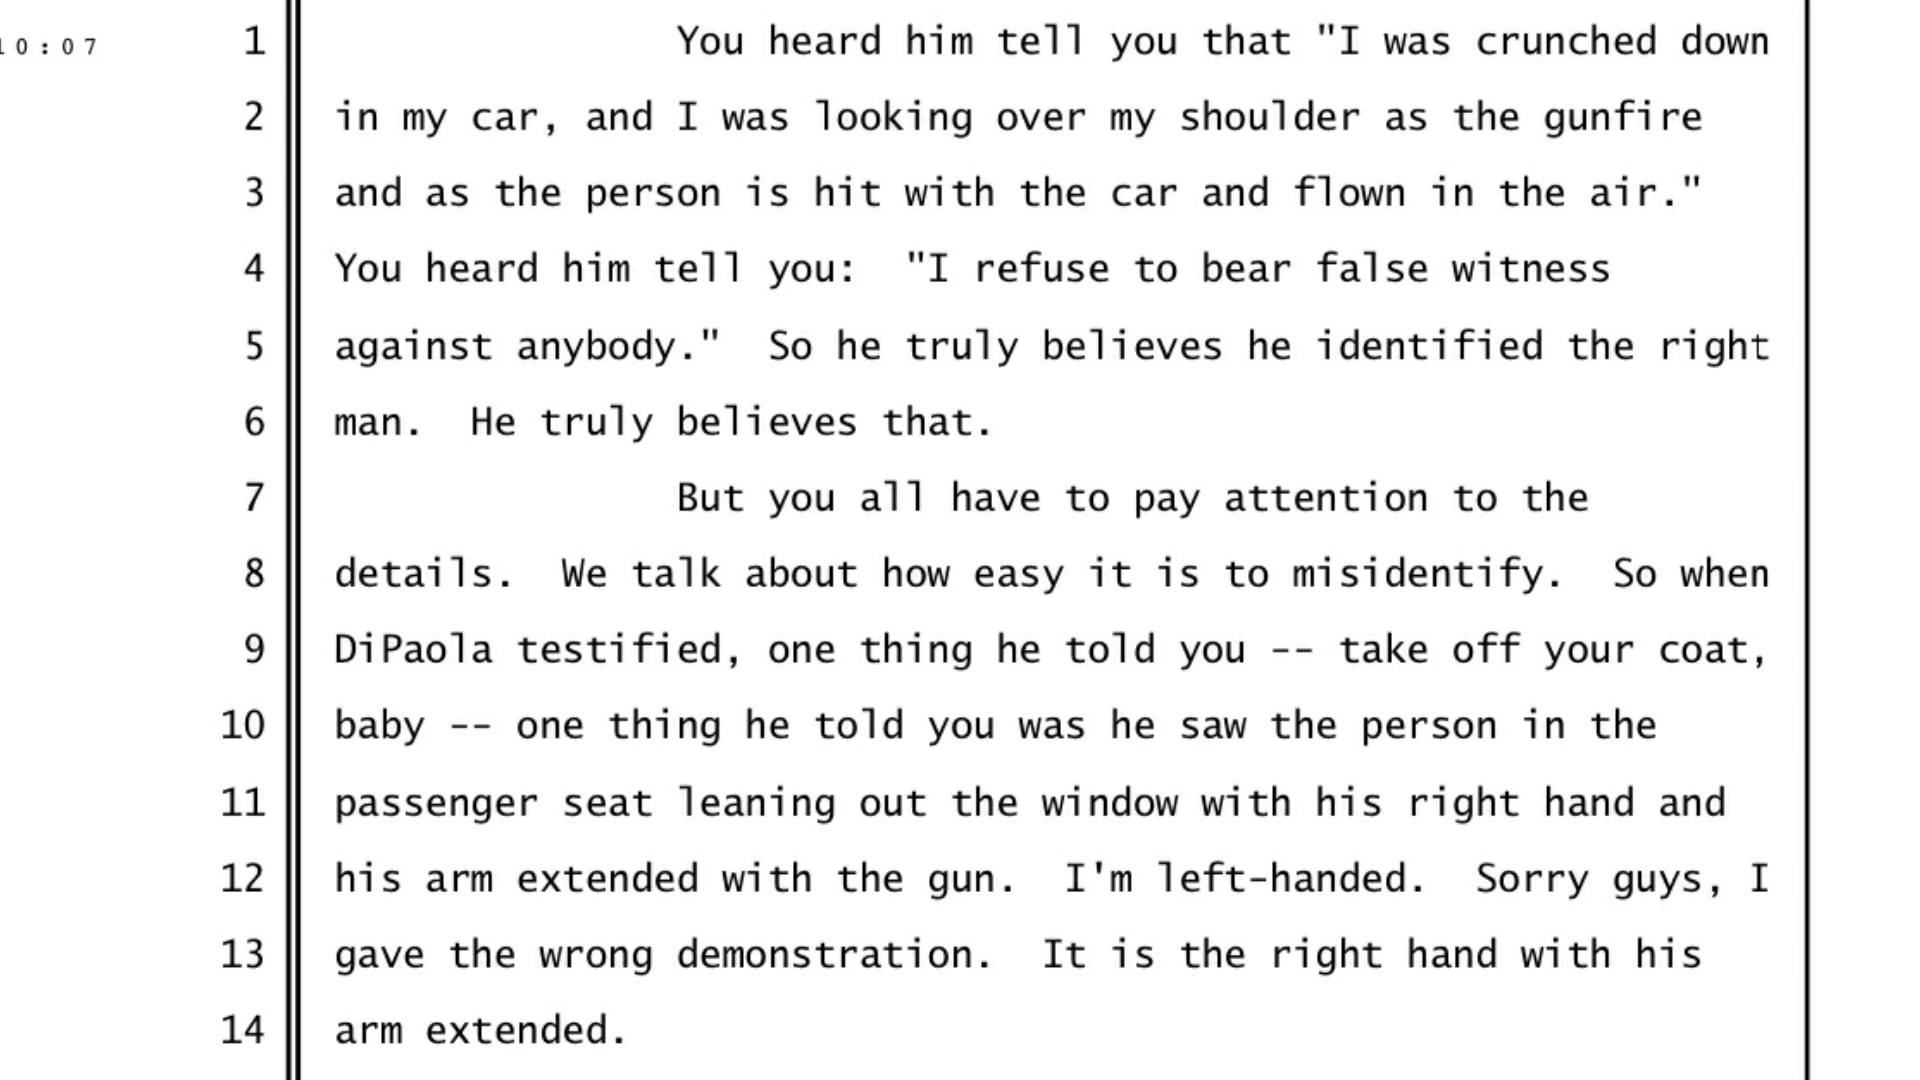 10:07 1 You heard him tell you that "I was crunched down
2 in my car, and I was looking over my shoulder as the gunfire
3 and as the person is hit with the car and flown in the air."
4 You heard him tell you: "I refuse to bear false witness
5 against anybody." So he truly believes he identified the right
6 man. He truly believes that.
7 But you all have to pay attention to the
8 details. We talk about how easy it is to misidentify. So when
9 DiPaola testified, one thing he told you -- take off your coat,
10 baby -- one thing he told you was he saw the person in the
11 passenger seat leaning out the window with his right hand and
12 his arm extended with the gun. I'm left-handed. Sorry guys, I
13 gave the wrong demonstration. It is the right hand with his
14 arm extended.